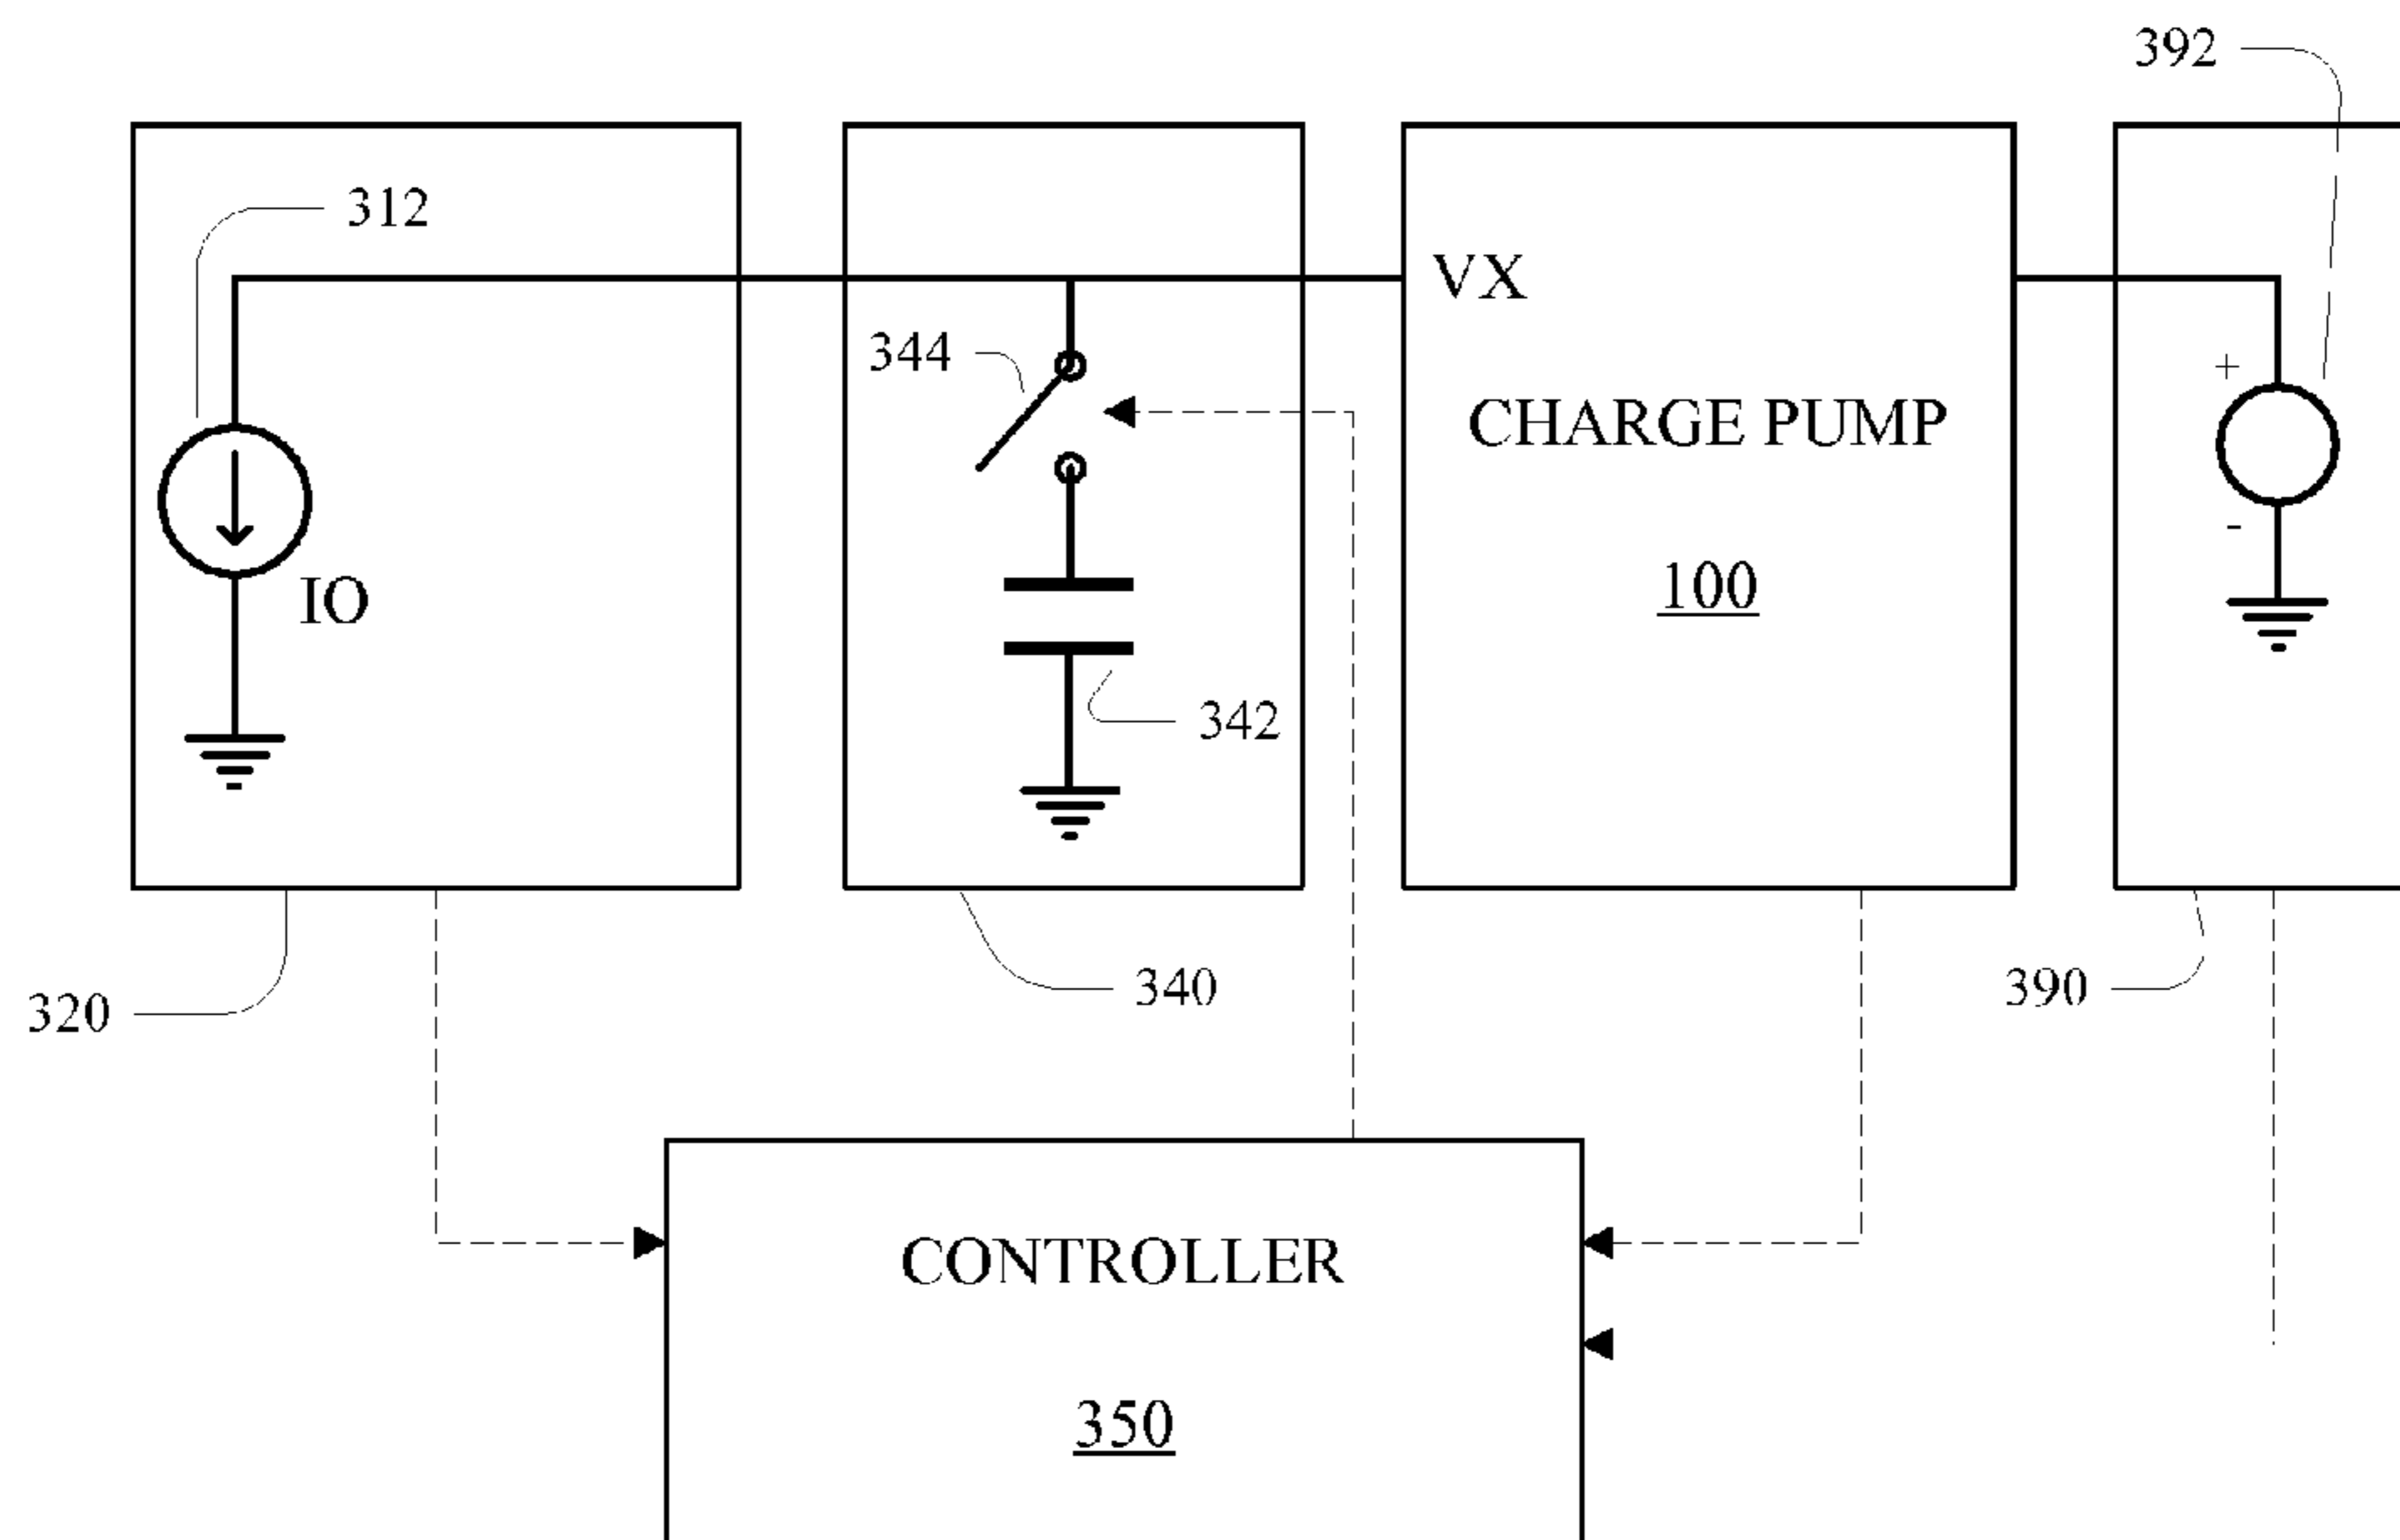 392
312
VX
344
CHARGE PUMP
+
-
100
IO
342
320
340
390
CONTROLLER
350